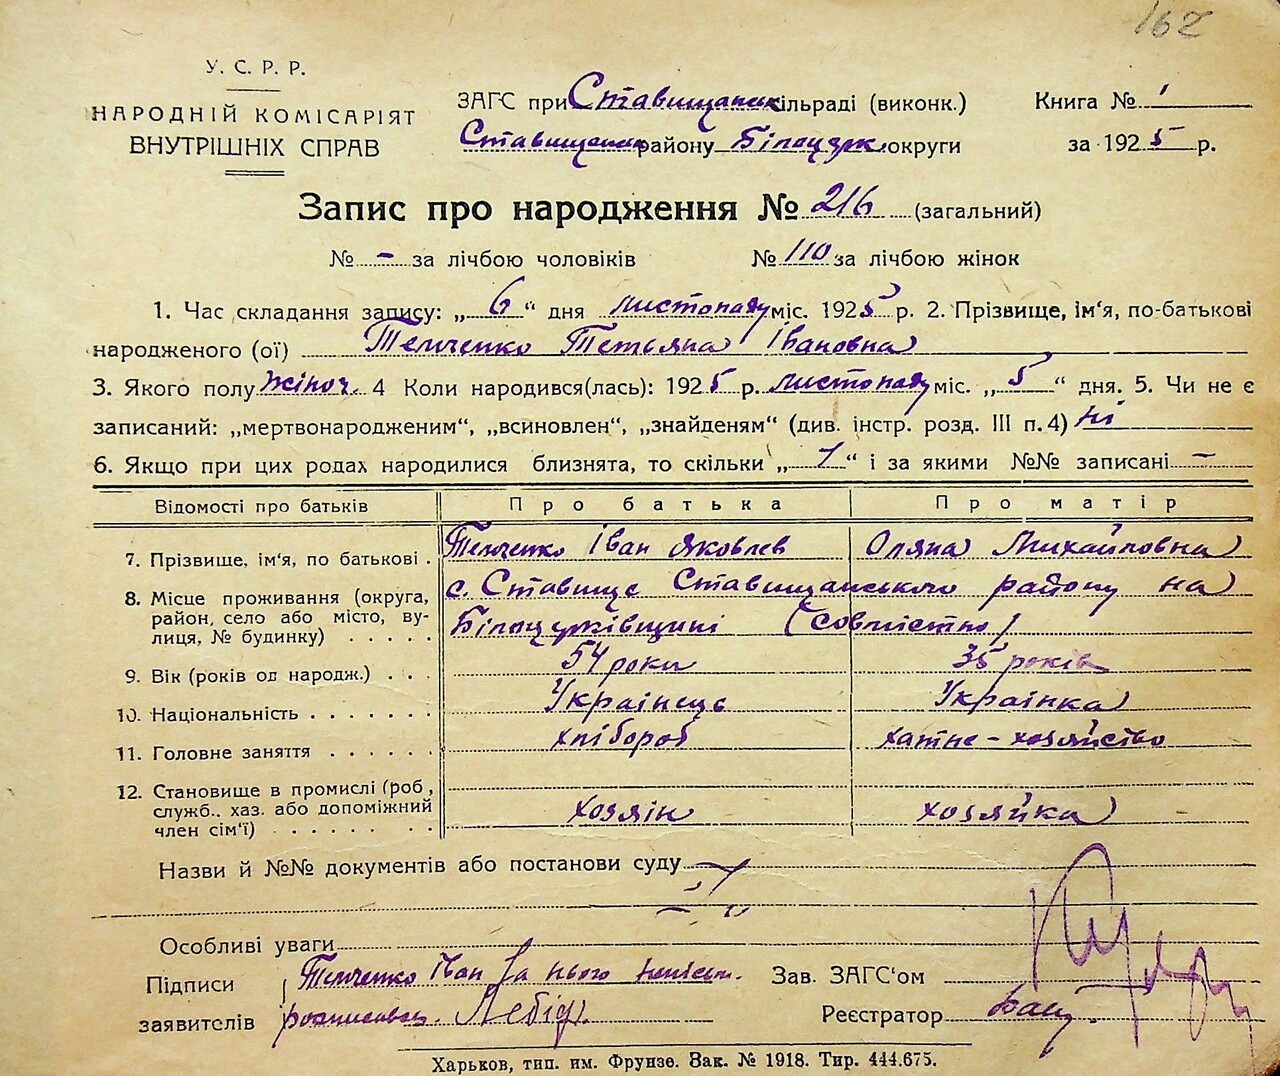 162
У. С. Р. Р.
НАРОДНІЙ КОМІСАРІЯТ
ВНУТРІШНІХ СПРАВ
ЗАГС при Ставищанськ сільраді (виконк.) Книга № 1
Ставищанськ району Білоцерк. округи за 1925 р.
Запис про народження № 216 (загальний)
№ - за лічбою чоловіків № 110 за лічбою жінок
1. Час складання запису: „ 6 “ дня листопаду міс. 1925 р. 2. Прізвище, ім‘я, по-батькові
народженого (ої) Темченко Тетьяна Івановна
3. Якого полу жіноч. 4 Коли народився(лась): 1925 р. листопаду міс. „ 5 “ дня. 5. Чи не є
записаний: „мертвонародженим“, „всиновлен“, „знайденям“ (див. інстр. розд. III п. 4) ні
6. Якщо при цих родах народилися близнята, то скільки „ 1 “ і за якими №№ записані -
Відомості про батьків Про батька Про матір
7. Прізвище, ім‘я, по батькові . Темченко Іван Яковлев Оляна Михайловна
8. Місце проживання (округа, с. Ставище Ставищанського району на
район, село або місто, ву- Білоцерківщині (совмістно)
лиця, № будинку) . . . . .
9. Вік (років од народж.) . . . 54 роки 35 років
10. Національність . . . . . . . Українець Українка
11. Головне заняття . . . . . . хлібороб хатне-хозяйство
12. Становище в промислі (роб,
служб., хаз. або допоміжний хозяін хозяйка
член сім‘ї) . . . . . . .
Назви й №№ документів або постанови суду
Особливі уваги
Підписи Темченко Іван За нього Зав. ЗАГС‘ом
заявителів Лебід Реєстратор
Харьков, тип. им. Фрунзе. Зак. № 1918. Тир. 444.675.